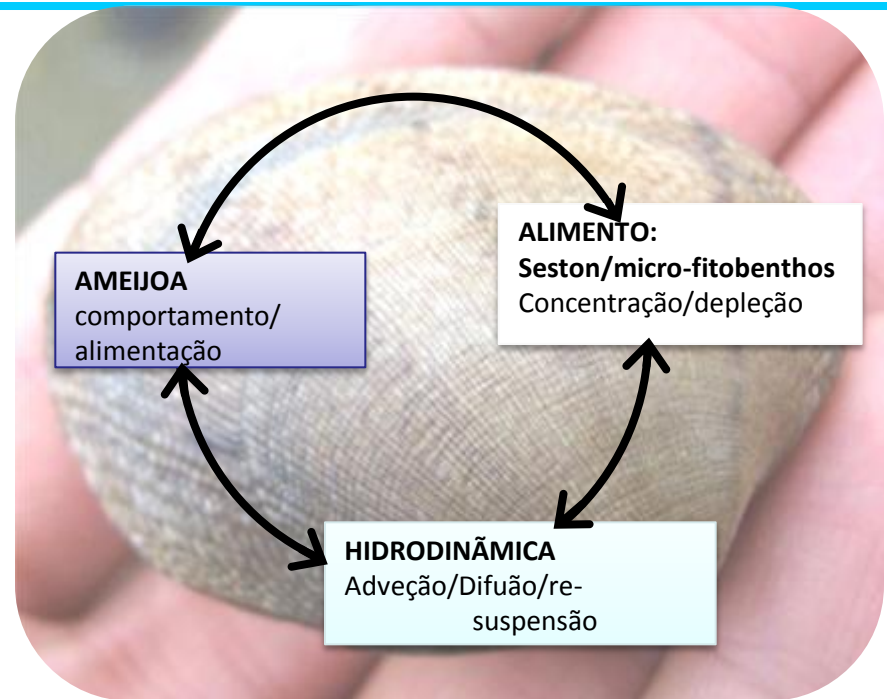 AMEIJOA
comportamento/
alimentação
ALIMENTO:
Seston/micro-fitobenthos
Concentração/depleção
HIDRODINÃMICA
Adveção/Difuão/re-
suspensão